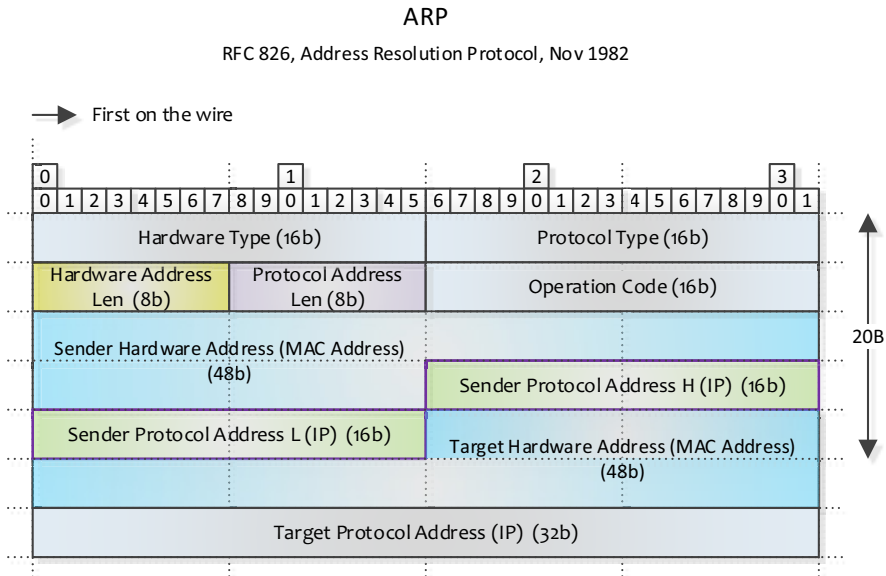 ARP
RFC 826, Address Resolution Protocol, Nov 1982
First on the wire
0 1 2 3
0 1 2 3 4 5 6 7 8 9 0 1 2 3 4 5 6 7 8 9 0 1 2 3 4 5 6 7 8 9 0 1
Hardware Type (16b) Protocol Type (16b)
Hardware Address Protocol Address
Len (8b) Len (8b) Operation Code (16b)
20B
Sender Hardware Address (MAC Address)
(48b)
Sender Protocol Address H (IP) (16b)
Sender Protocol Address L (IP) (16b)
Target Hardware Address (MAC Address)
(48b)
Target Protocol Address (IP) (32b)